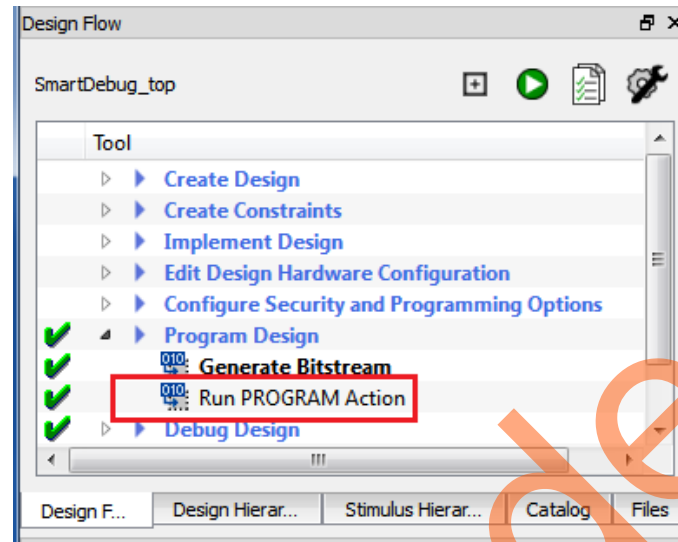 Design Flow
SmartDebug_top
Tool
Create Design
Create Constraints
Implement Design
Edit Design Hardware Configuration
Configure Security and Programming Options
Program Design
Generate Bitstream
Run PROGRAM Action
Debug Design
Design F... Design Hierar... Stimulus Hierar... Catalog Files